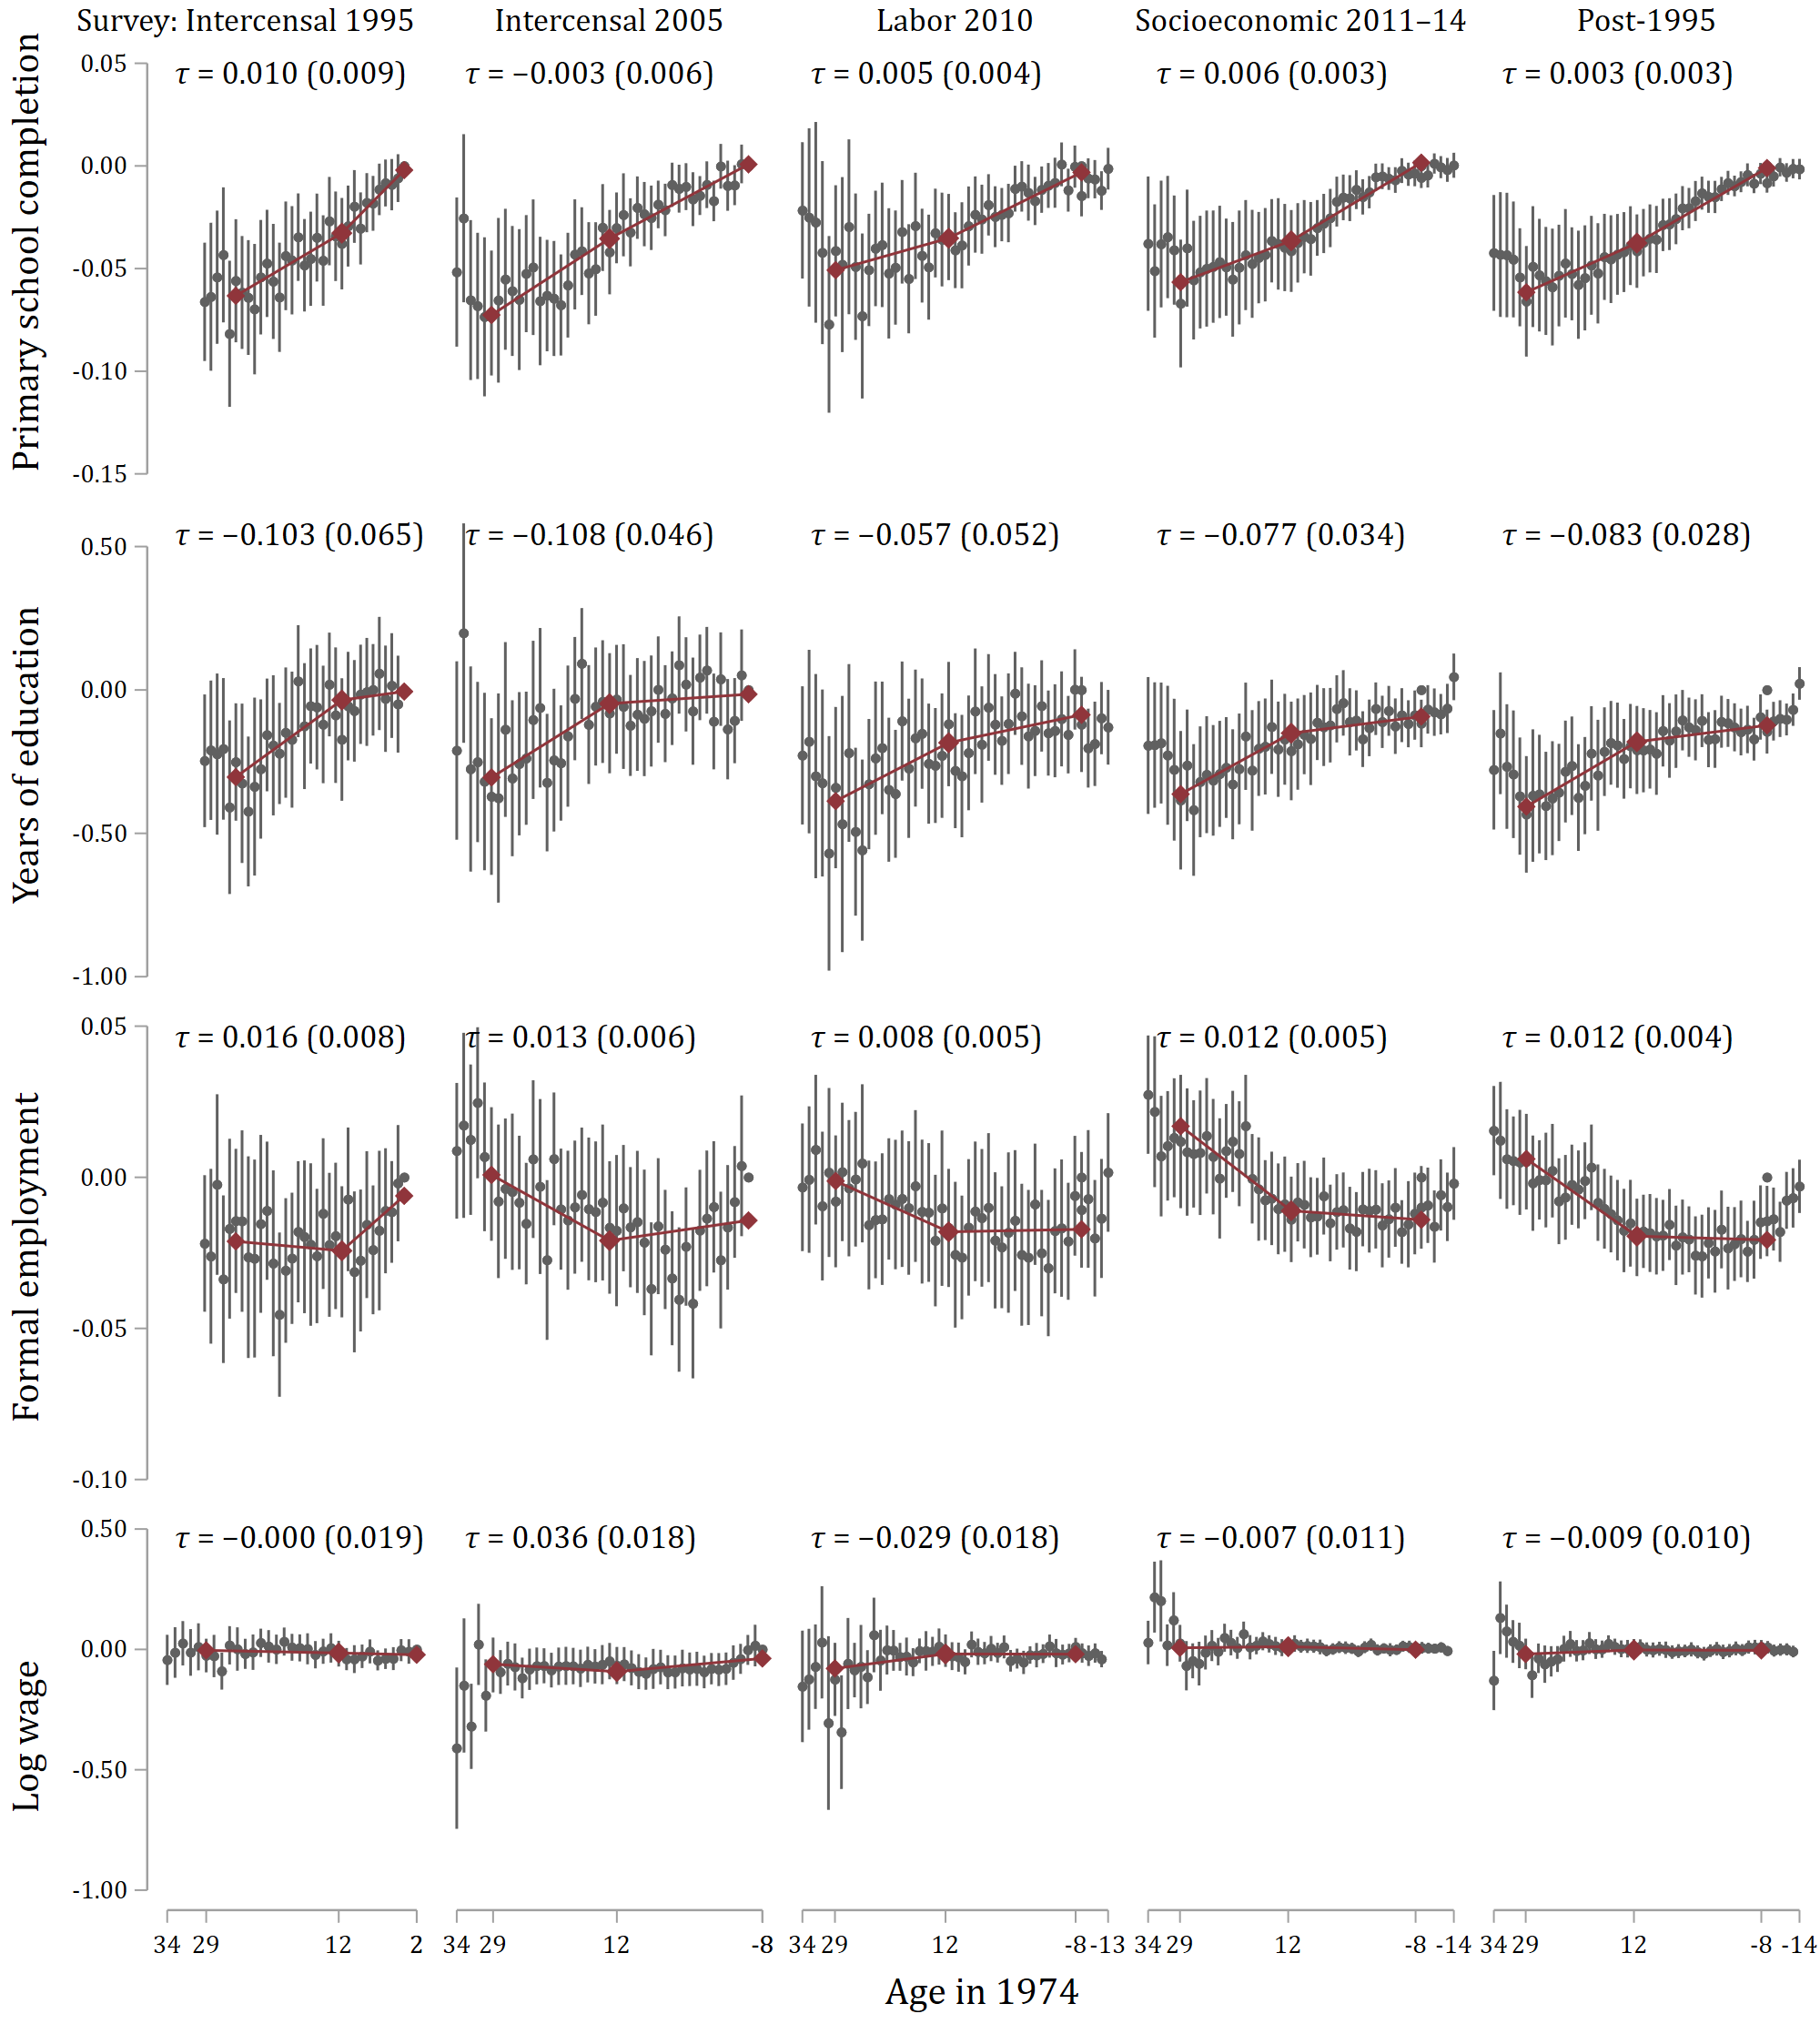 Survey: Intercensal 1995 Intercensal 2005 Labor 2010 Socioeconomic 2011–14 Post-1995
Primary school completion
0.05
0.00
-0.05
-0.10
-0.15
τ = 0.010 (0.009) τ = −0.003 (0.006) τ = 0.005 (0.004) τ = 0.006 (0.003) τ = 0.003 (0.003)
Years of education
0.50
0.00
-0.50
-1.00
τ = −0.103 (0.065) τ = −0.108 (0.046) τ = −0.057 (0.052) τ = −0.077 (0.034) τ = −0.083 (0.028)
Formal employment
0.05
0.00
-0.05
-0.10
τ = 0.016 (0.008) τ = 0.013 (0.006) τ = 0.008 (0.005) τ = 0.012 (0.005) τ = 0.012 (0.004)
Log wage
0.50
0.00
-0.50
-1.00
τ = −0.000 (0.019) τ = 0.036 (0.018) τ = −0.029 (0.018) τ = −0.007 (0.011) τ = −0.009 (0.010)
34 29 12 2 34 29 12 -8 34 29 12 -8 -13 34 29 12 -8 -14 34 29 12 -8 -14
Age in 1974